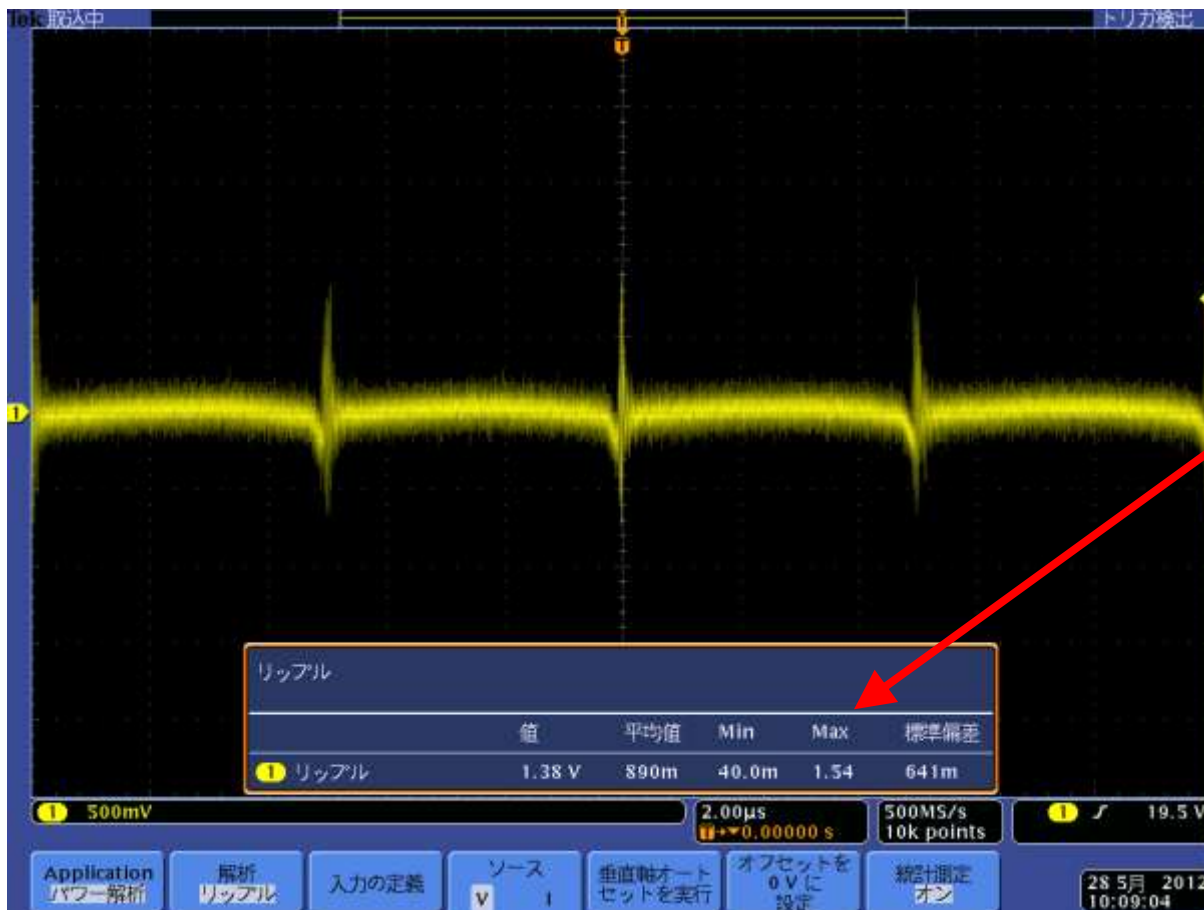 Tek 取込中 トリガ検出
T
1
リップル
値 平均値 Min Max 標準偏差
1 リップル 1.38 V 890m 40.0m 1.54 641m
1 500mV 2.00μs 500MS/s 1 19.5 V
T→▼0.00000 s 10k points
Application 解析 入力の定義 ソース 垂直軸オート オフセットを 統計測定
パワー解析 リップル V I セットを実行 0 V に オン
設定
28 5月 2012
10:09:04